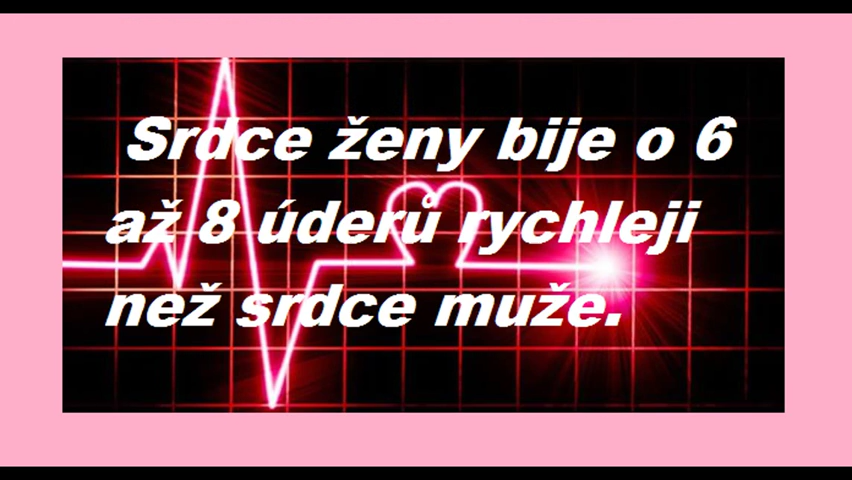 Srdce ženy bije o 6
až 8 úderů rychleji
než srdce muže.